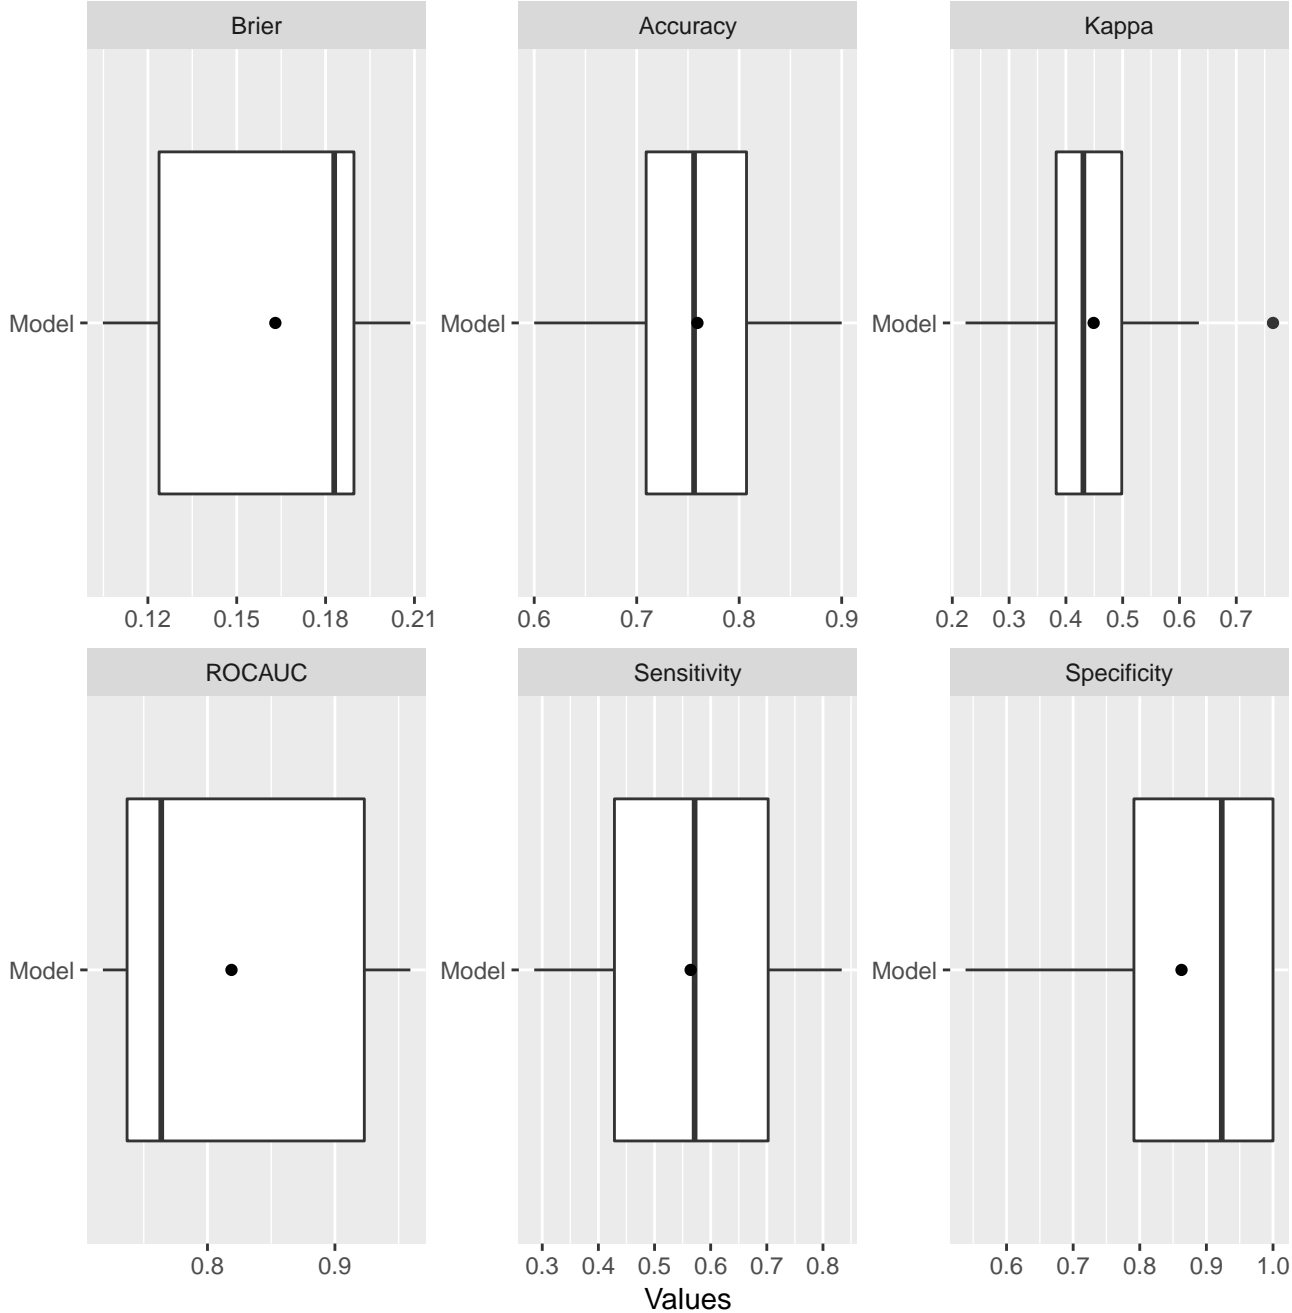 Brier Accuracy Kappa
Model Model Model
0.12 0.15 0.18 0.21 0.6 0.7 0.8 0.9 0.2 0.3 0.4 0.5 0.6 0.7
ROCAUC Sensitivity Specificity
Model Model Model
0.8 0.9 0.3 0.4 0.5 0.6 0.7 0.8 0.6 0.7 0.8 0.9 1.0
Values